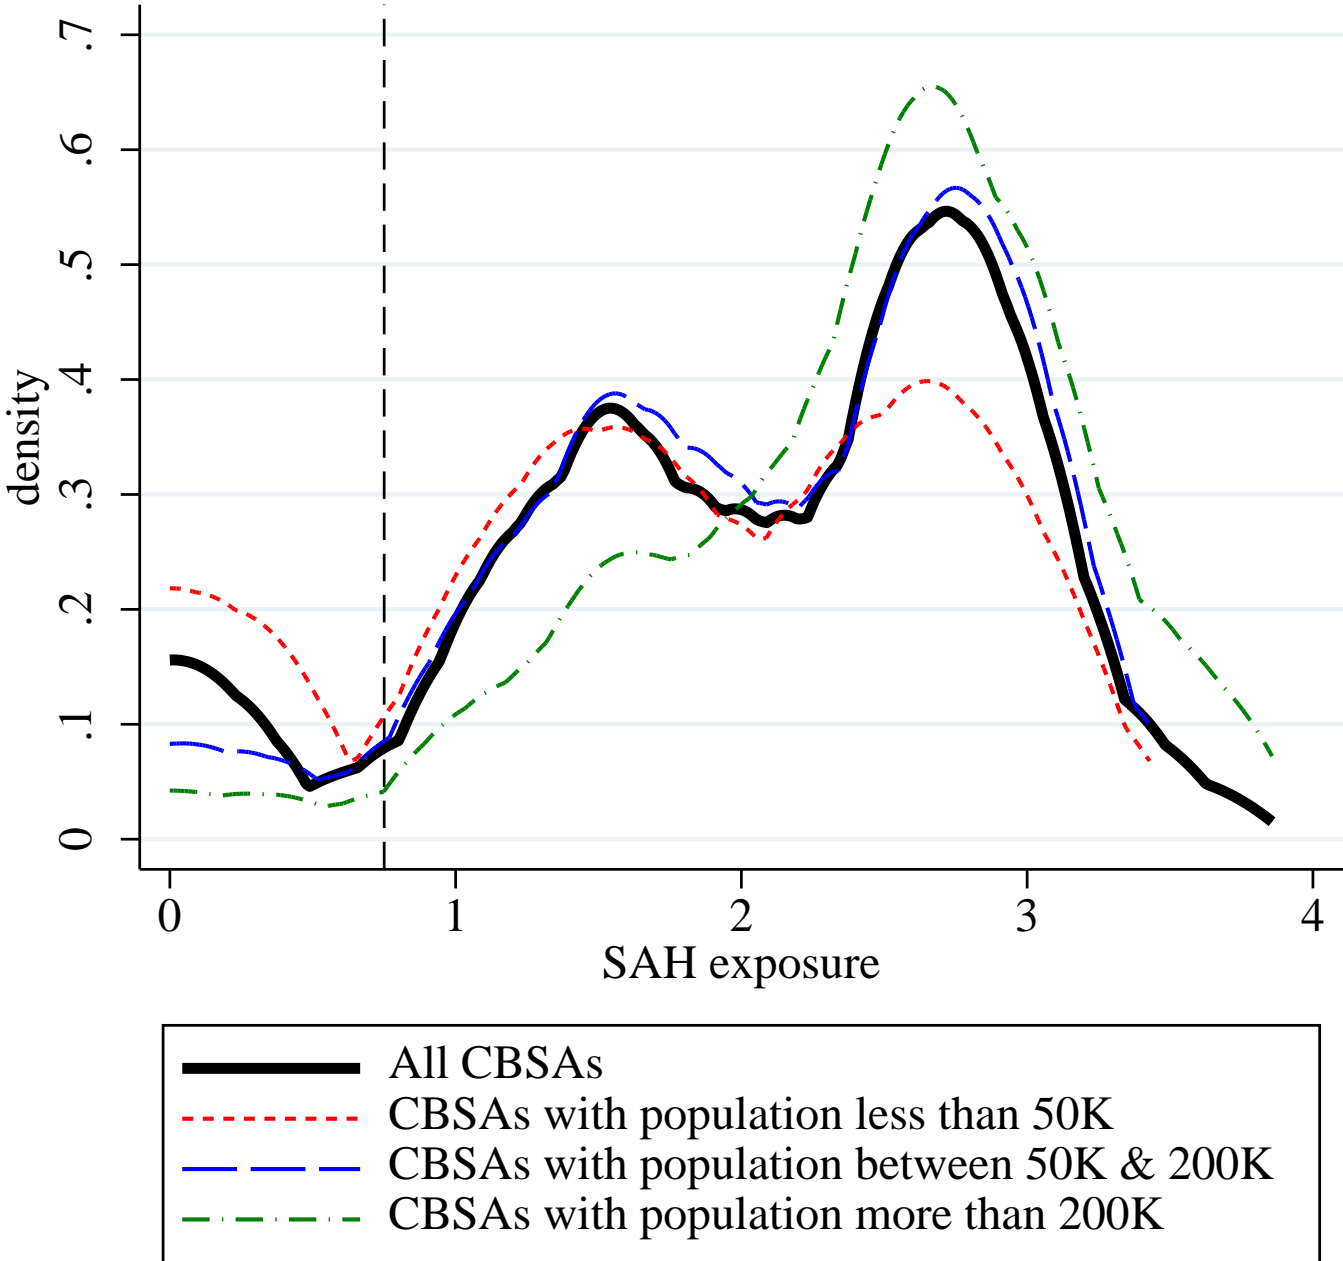 density
.7
.6
.5
.4
.3
.2
.1
0
0 1 2 3 4
SAH exposure
All CBSAs
CBSAs with population less than 50K
CBSAs with population between 50K & 200K
CBSAs with population more than 200K